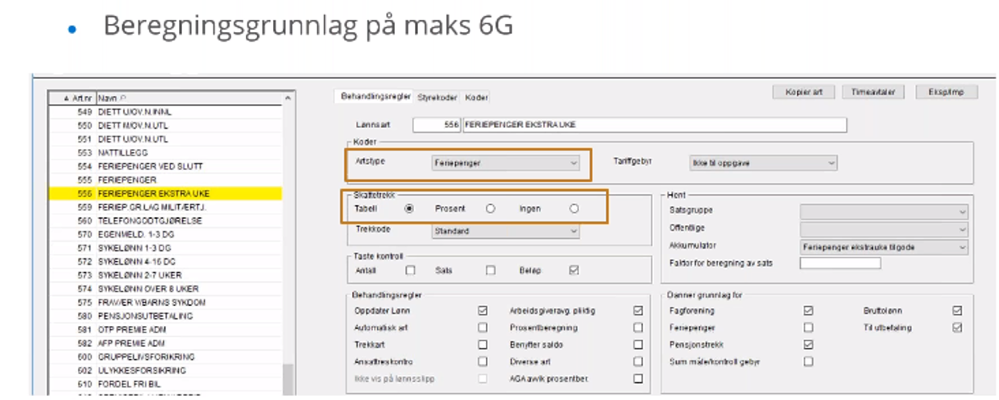 • Beregningsgrunnlag på maks 6G
Art.nr Navn
549 DIETT U/OV.N.INNL
550 DIETT M/OV.N.UTL
551 DIETT U/OV.N.UTL
553 NATTILLEGG
554 FERIEPENGER VED SLUTT
555 FERIEPENGER
556 FERIEPENGER EKSTRA UKE
559 FERIEP.GR.LAG MILITÆRTJ.
560 TELEFONGODTGJØRELSE
570 EGENMELD. 1-3 DG
571 SYKELØNN 1-3 DG
572 SYKELØNN 4-16 DG
573 SYKELØNN 2-7 UKER
574 SYKELØNN OVER 8 UKER
575 FRAVÆR V/BARNS SYKDOM
580 PENSJONSUTBETALING
581 OTP PREMIE ADM
582 AFP PREMIE ADM
600 GRUPPELIVSFORIKRING
602 ULYKKESFORSIKRING
610 FORDEL FRI BIL
Behandlingsregler Styrekoder Koder
Kopier art Timeavtaler Eksp/imp
Lønnsart 556 FERIEPENGER EKSTRA UKE
Koder
Artstype Feriepenger Tariffgebyr Ikke til oppgave
Skattetrekk
Tabell Prosent Ingen
Trekkode Standard
Taste kontroll
Antall Sats Beløp
Hent
Satsgruppe
Offentlige
Akkumulator Feriepenger ekstrauke tilgode
Faktor for beregning av sats
Behandlingsregler
Oppdater Lønn Arbeidsgiveravg. pliktig
Automatisk art Prosentberegning
Trekkart Benytter saldo
Ansattreskontro Diverse art
Ikke vis på lønnsslipp AGA avvik prosentber.
Danner grunnlag for
Fagforening Bruttolønn
Feriepenger Til utbetaling
Pensjonstrekk
Sum måle/kontroll gebyr